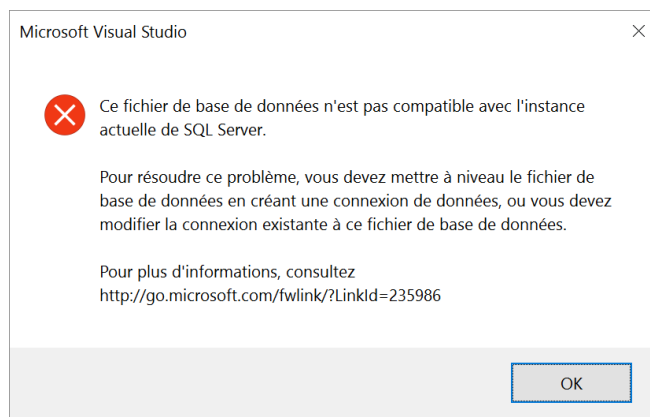 Microsoft Visual Studio
Ce fichier de base de données n'est pas compatible avec l'instance
actuelle de SQL Server.
Pour résoudre ce problème, vous devez mettre à niveau le fichier de
base de données en créant une connexion de données, ou vous devez
modifier la connexion existante à ce fichier de base de données.
Pour plus d'informations, consultez
http://go.microsoft.com/fwlink/?LinkId=235986
OK